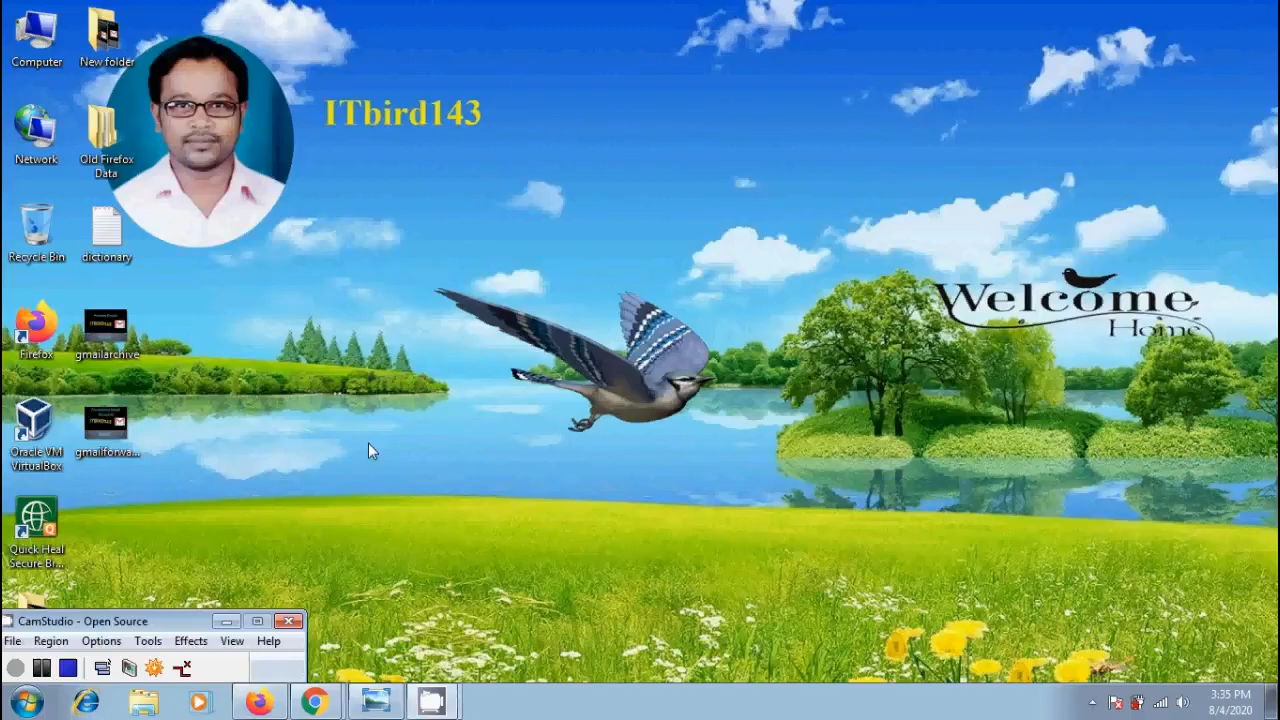 Computer
New folder
ITbird143
Network
Old Firefox
Data
Recycle Bin
dictionary
Welcome
Home
Firefox
gmailarchive
Oracle VM
VirtualBox
gmailforwa...
Quick Heal
Secure Br...
CamStudio - Open Source
File Region Options Tools Effects View Help
3:35 PM
8/4/2020